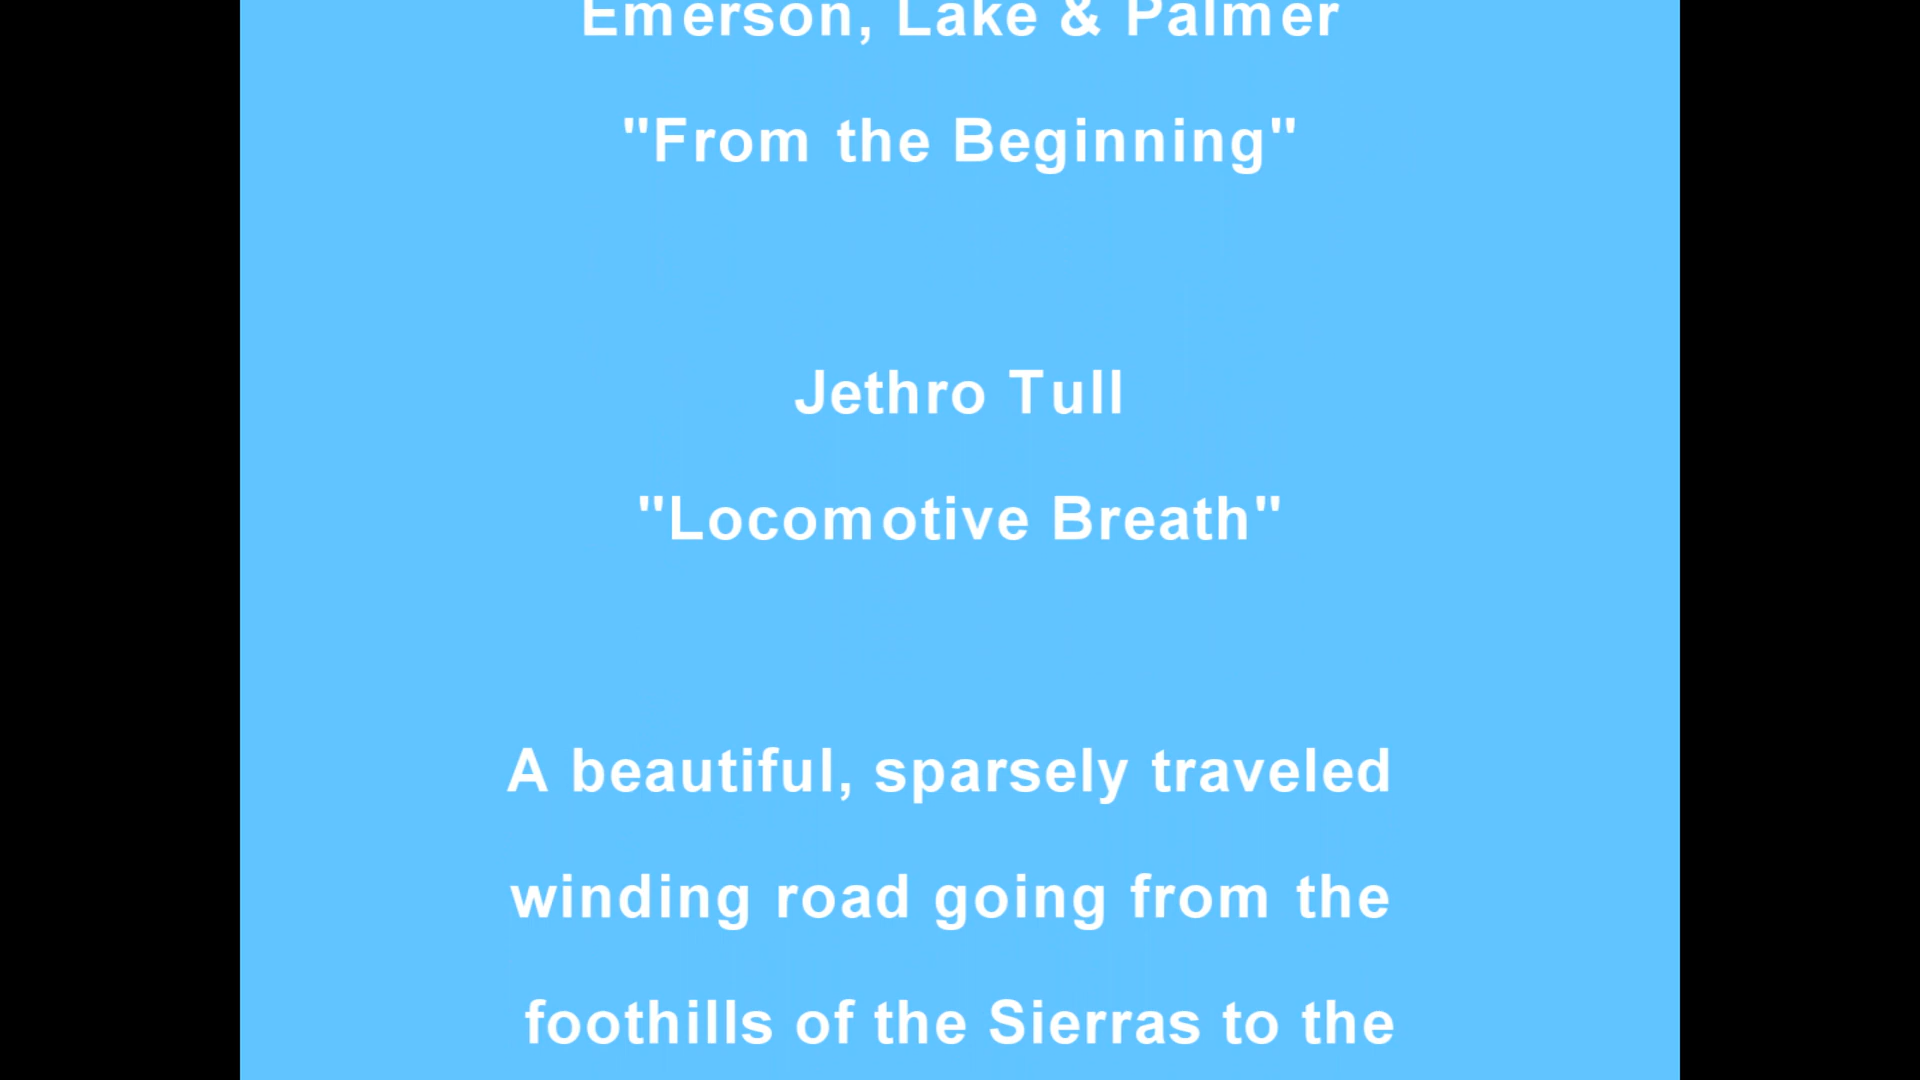 Emerson, Lake & Palmer
"From the Beginning"
Jethro Tull
"Locomotive Breath"
A beautiful, sparsely traveled
winding road going from the
foothills of the Sierras to the